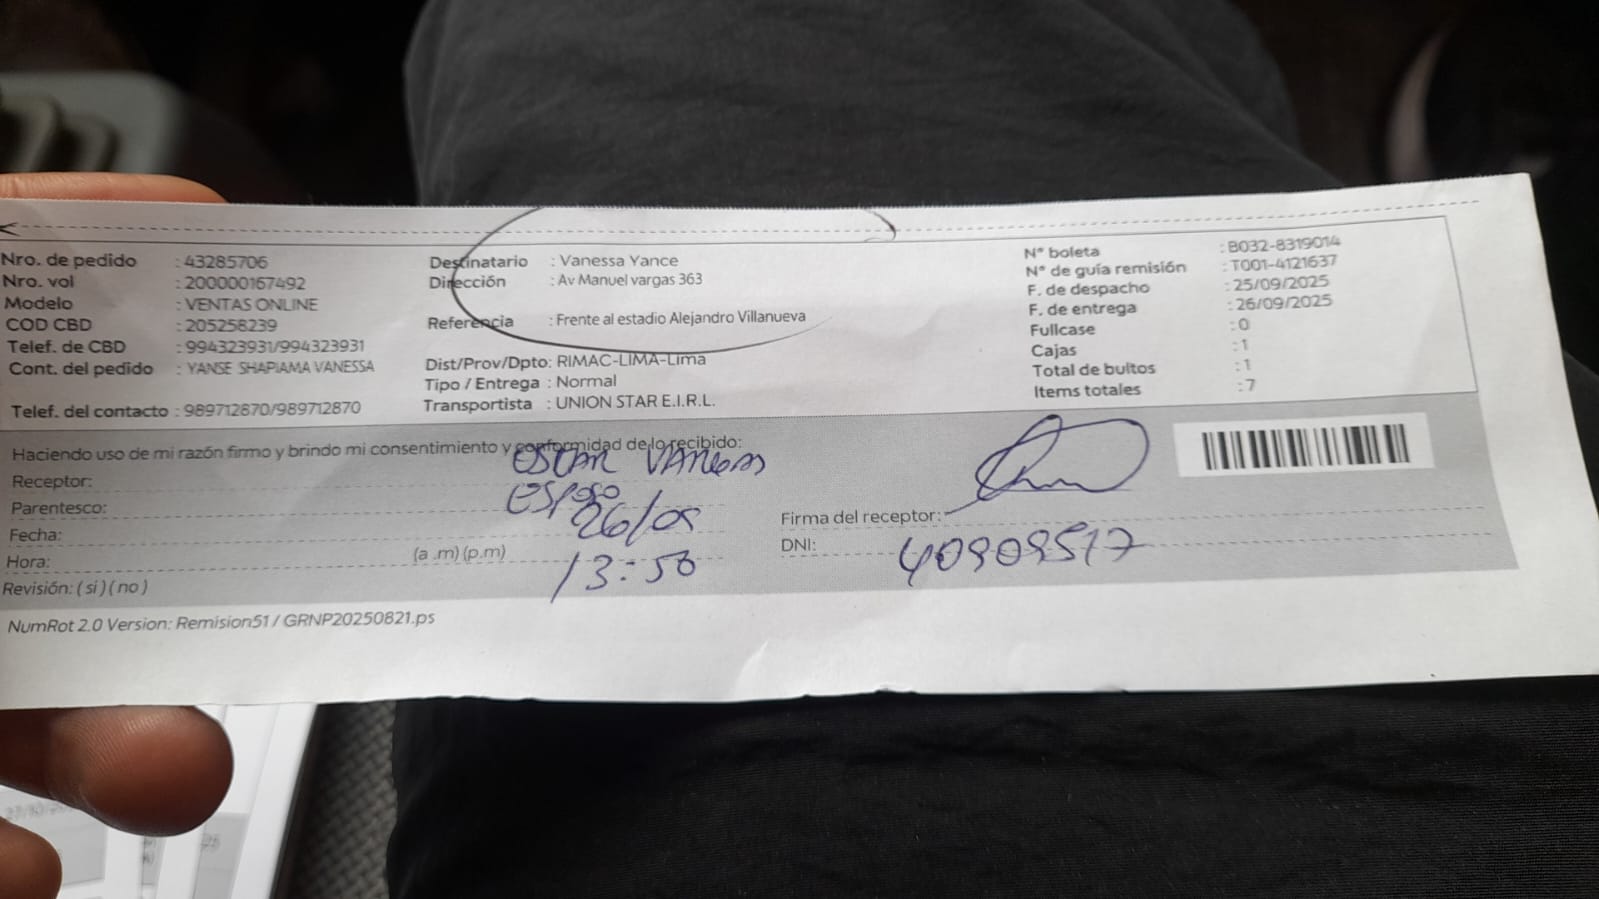 Nro. de pedido : 43285706
Nro. vol : 200000167492
Modelo : VENTAS ONLINE
COD CBD : 205258239
Telef. de CBD : 994323931/994323931
Cont. del pedido : YANSE SHAPIAMA VANESSA
Telef. del contacto : 989712870/989712870
Destinatario : Vanessa Yance
Dirección : Av Manuel vargas 363
Referencia : Frente al estadio Alejandro Villanueva
Dist/Prov/Dpto: RIMAC-LIMA-Lima
Tipo / Entrega : Normal
Transportista : UNION STAR E.I.R.L.
N° boleta : B032-8319014
N° de guía remisión : T001-4121637
F. de despacho : 25/09/2025
F. de entrega : 26/09/2025
Fullcase : 0
Cajas : 1
Total de bultos : 1
Items totales : 7
Haciendo uso de mi razón firmo y brindo mi consentimiento y conformidad de lo recibido:
Receptor:
Parentesco: esposo
Fecha: 26/09
Hora: (a .m) (p.m) 13:50
Revisión: ( si ) ( no )
Firma del receptor:
DNI: 40909517
NumRot 2.0 Version: Remision51 / GRNP20250821.ps